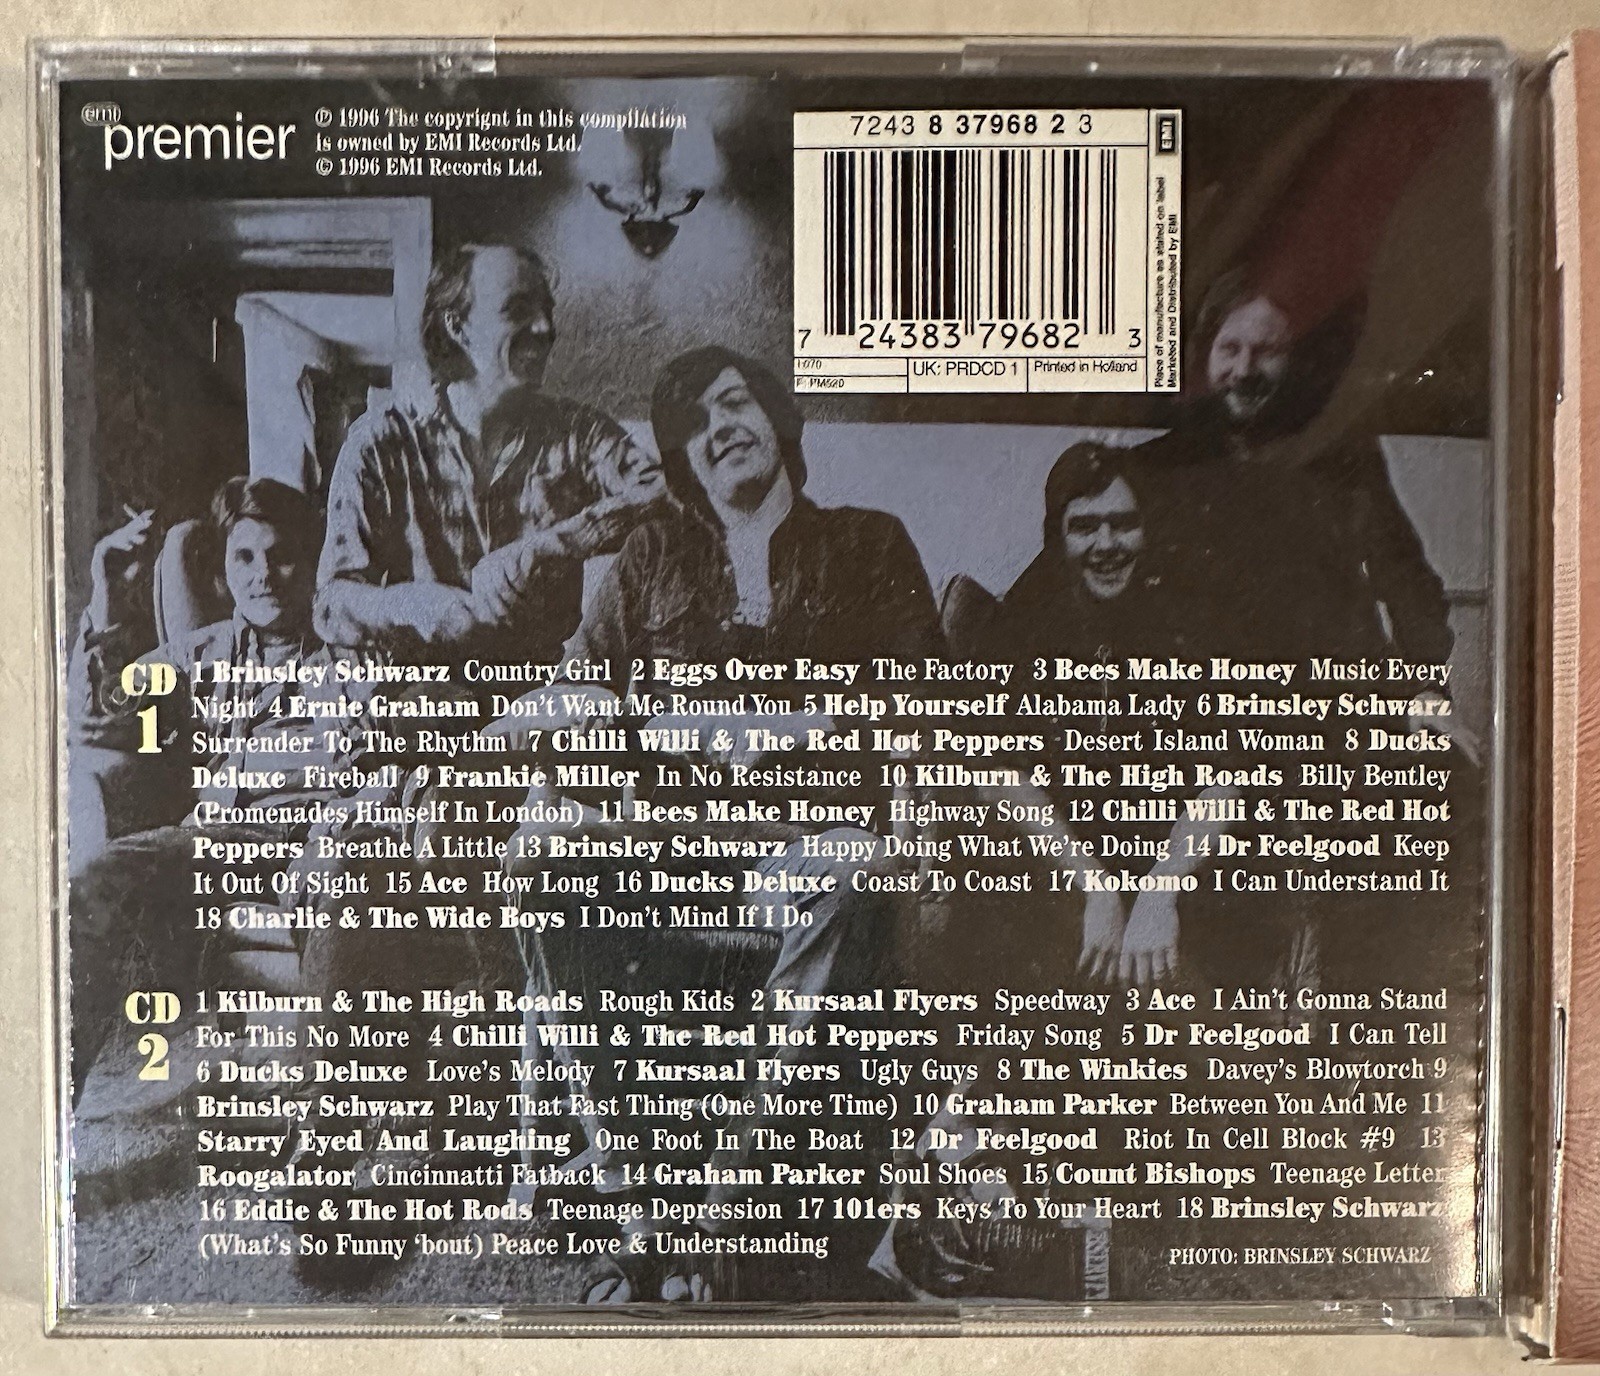 emi
premier
℗ 1996 The copyright in this compilation
is owned by EMI Records Ltd.
© 1996 EMI Records Ltd.
7243 8 37968 2 3
7 24383 79682 3
UK: PRDCD 1
Printed in Holland
EMI
Place of manufacture as stated on label
Marketed and Distributed by EMI
CD
1
1 Brinsley Schwarz Country Girl 2 Eggs Over Easy The Factory 3 Bees Make Honey Music Every
Night 4 Ernie Graham Don't Want Me Round You 5 Help Yourself Alabama Lady 6 Brinsley Schwarz
Surrender To The Rhythm 7 Chilli Willi & The Red Hot Peppers Desert Island Woman 8 Ducks
Deluxe Fireball 9 Frankie Miller In No Resistance 10 Kilburn & The High Roads Billy Bentley
(Promenades Himself In London) 11 Bees Make Honey Highway Song 12 Chilli Willi & The Red Hot
Peppers Breathe A Little 13 Brinsley Schwarz Happy Doing What We're Doing 14 Dr Feelgood Keep
It Out Of Sight 15 Ace How Long 16 Ducks Deluxe Coast To Coast 17 Kokomo I Can Understand It
18 Charlie & The Wide Boys I Don't Mind If I Do
CD
2
1 Kilburn & The High Roads Rough Kids 2 Kursaal Flyers Speedway 3 Ace I Ain't Gonna Stand
For This No More 4 Chilli Willi & The Red Hot Peppers Friday Song 5 Dr Feelgood I Can Tell
6 Ducks Deluxe Love's Melody 7 Kursaal Flyers Ugly Guys 8 The Winkies Davey's Blowtorch 9
Brinsley Schwarz Play That Fast Thing (One More Time) 10 Graham Parker Between You And Me 11
Starry Eyed And Laughing One Foot In The Boat 12 Dr Feelgood Riot In Cell Block #9 13
Roogalator Cincinnatti Fatback 14 Graham Parker Soul Shoes 15 Count Bishops Teenage Letter
16 Eddie & The Hot Rods Teenage Depression 17 101ers Keys To Your Heart 18 Brinsley Schwarz
(What's So Funny 'bout) Peace Love & Understanding
PHOTO: BRINSLEY SCHWARZ